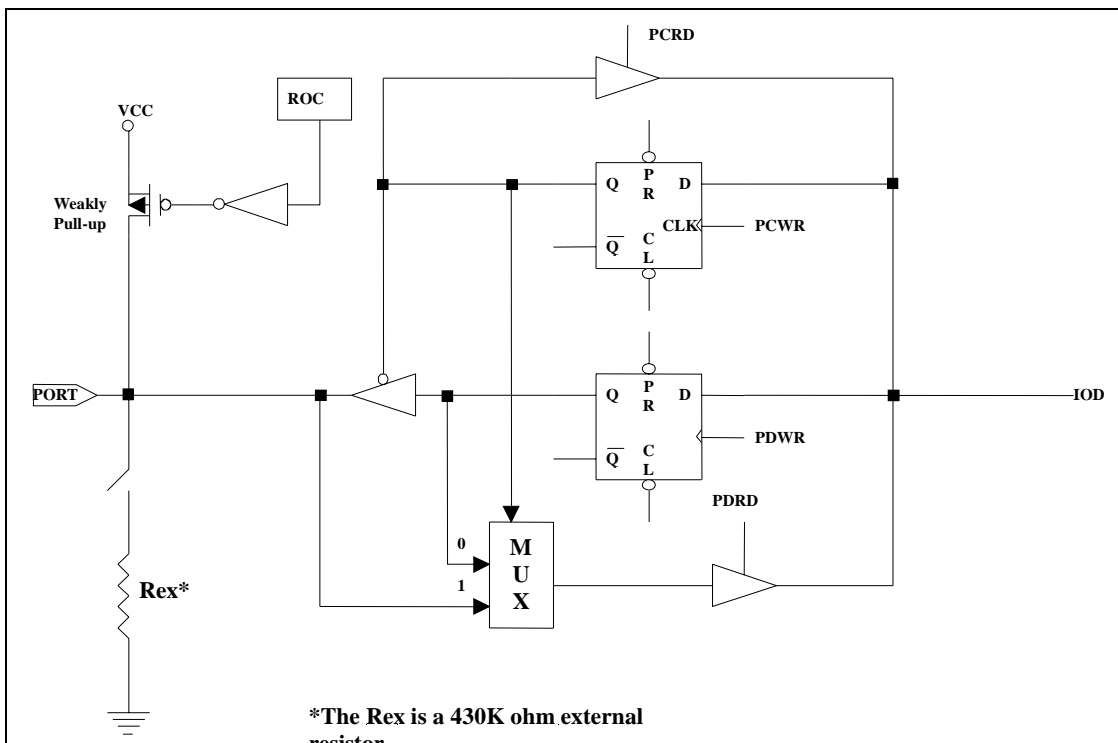 PCRD
ROC
VCC
Weakly
Pull-up
Q
P
R
D
CLK
PCWR
Q
C
L
PORT
Q
P
R
D
IOD
PDWR
Q
C
L
PDRD
0
1
M
U
X
Rex*
*The Rex is a 430K ohm external
resistor